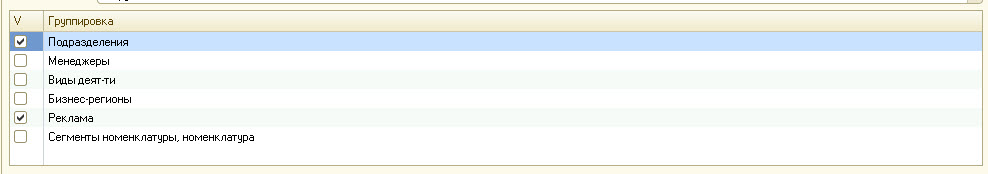 V Группировка
Подразделения
Менеджеры
Виды деят-ти
Бизнес-регионы
Реклама
Сегменты номенклатуры, номенклатура